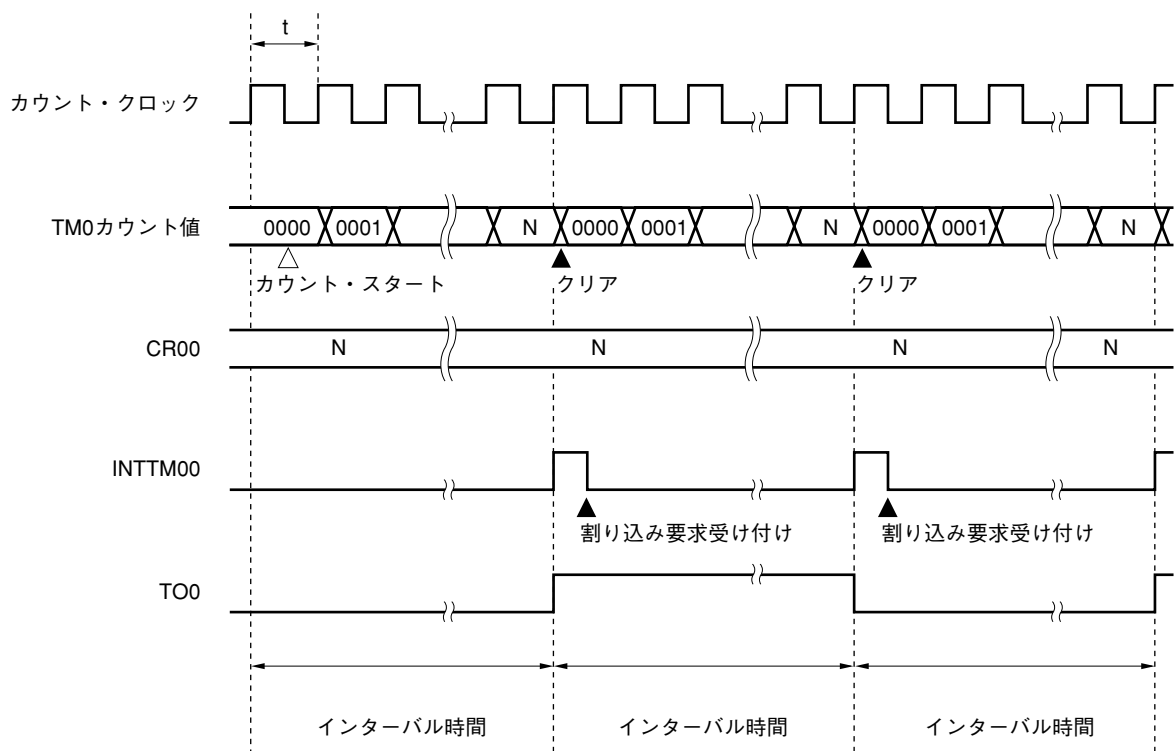 t
カウント・クロック
TM0カウント値 0000 0001 N 0000 0001 N 0000 0001 N
カウント・スタート クリア クリア
CR00 N N N N
INTTM00
割り込み要求受け付け 割り込み要求受け付け
TO0
インターバル時間 インターバル時間 インターバル時間